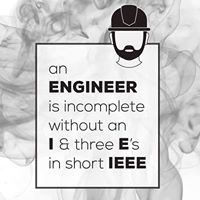 an
ENGINEER
is incomplete
without an
I & three E's
in short IEEE